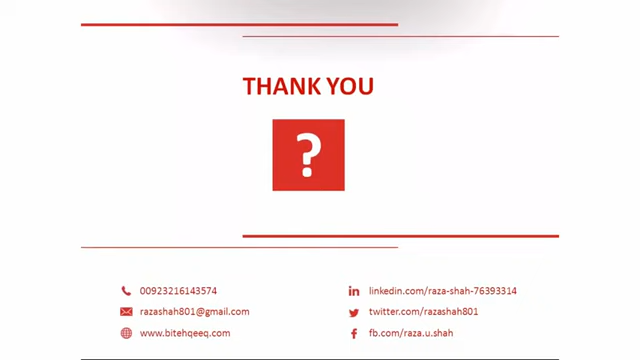 THANK YOU
?
00923216143574
razashah801@gmail.com
www.bitehqeeq.com
linkedin.com/raza-shah-76393314
twitter.com/razashah801
fb.com/raza.u.shah